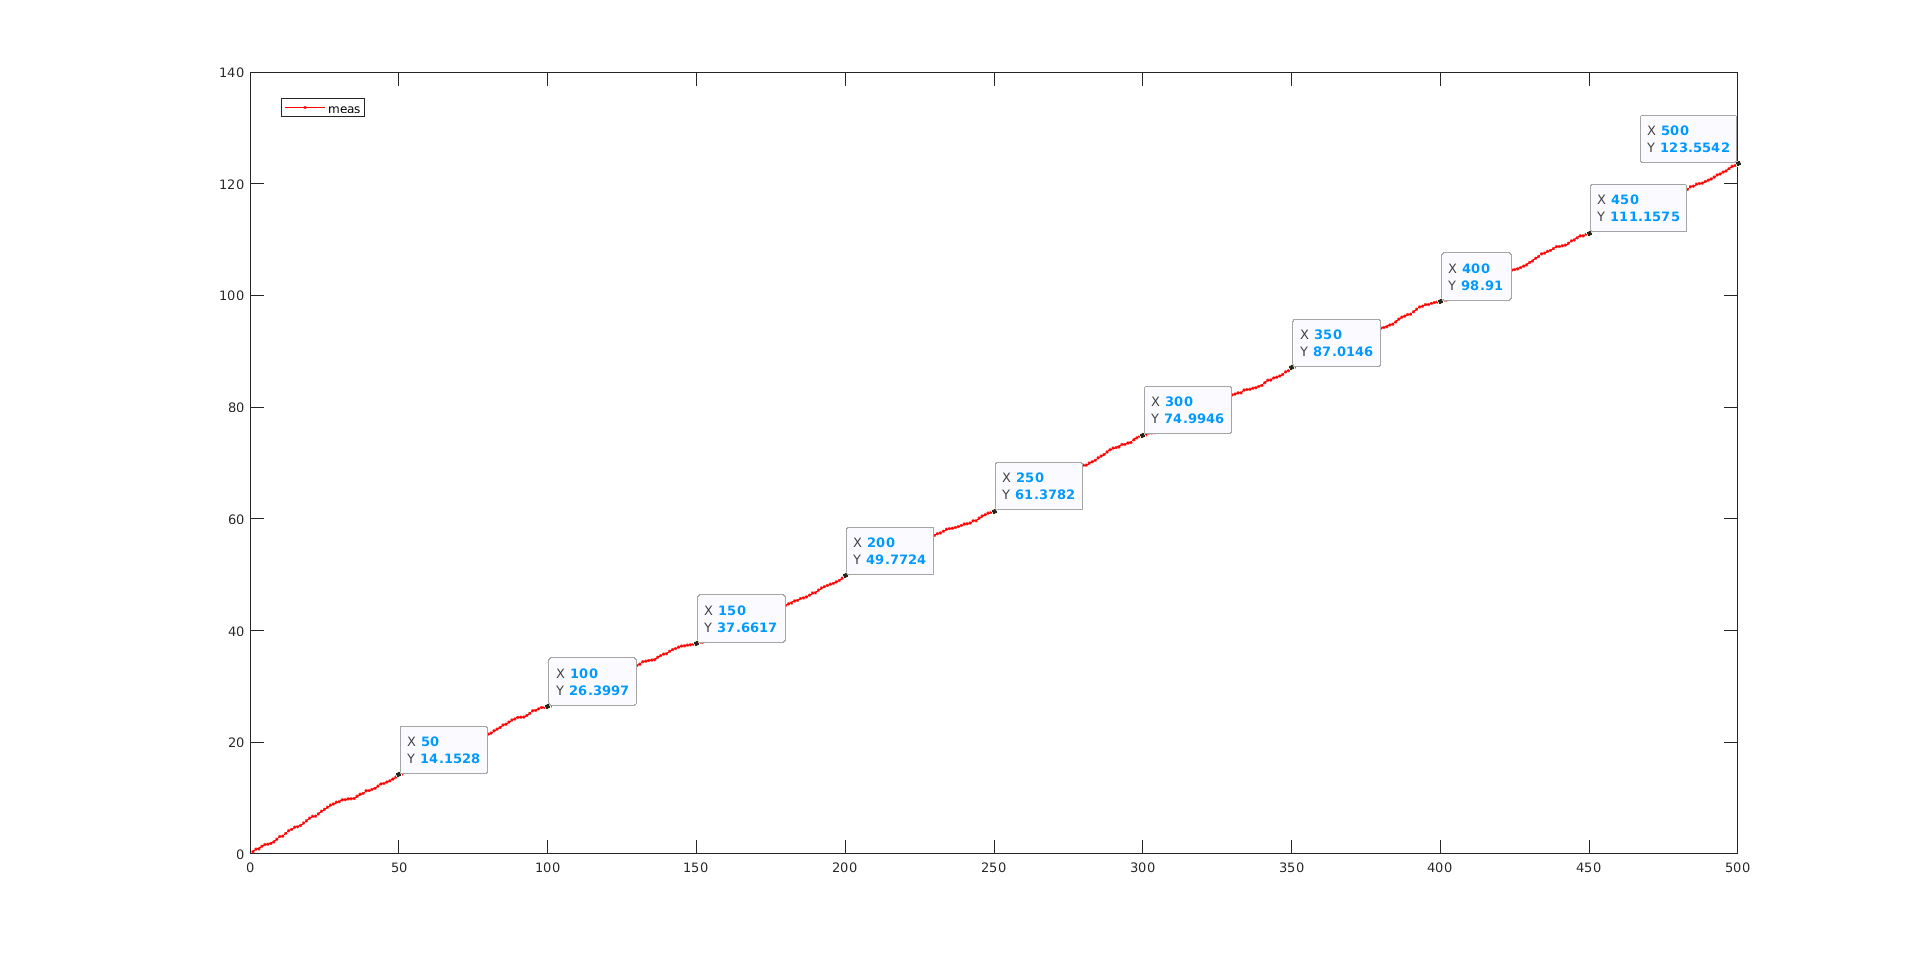 140
meas
X 500
Y 123.5542
120
X 450
Y 111.1575
X 400
Y 98.91
100
X 350
Y 87.0146
80
X 300
Y 74.9946
X 250
Y 61.3782
60
X 200
Y 49.7724
X 150
Y 37.6617
40
X 100
Y 26.3997
20
X 50
Y 14.1528
0
0 50 100 150 200 250 300 350 400 450 500